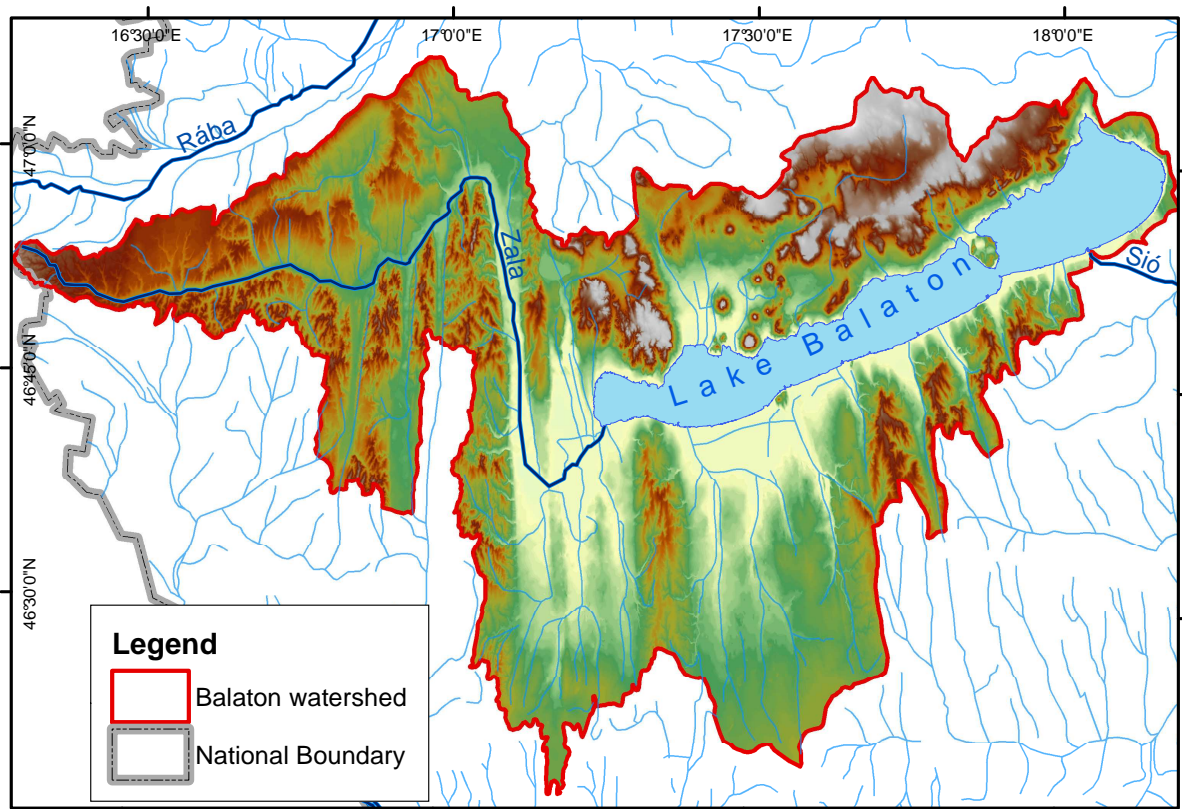 16°30'0"E
17°0'0"E
17°30'0"E
18°0'0"E
47°0'0"N
46°45'0"N
46°30'0"N
Rába
Zala
Sió
Lake Balaton
Legend
Balaton watershed
National Boundary